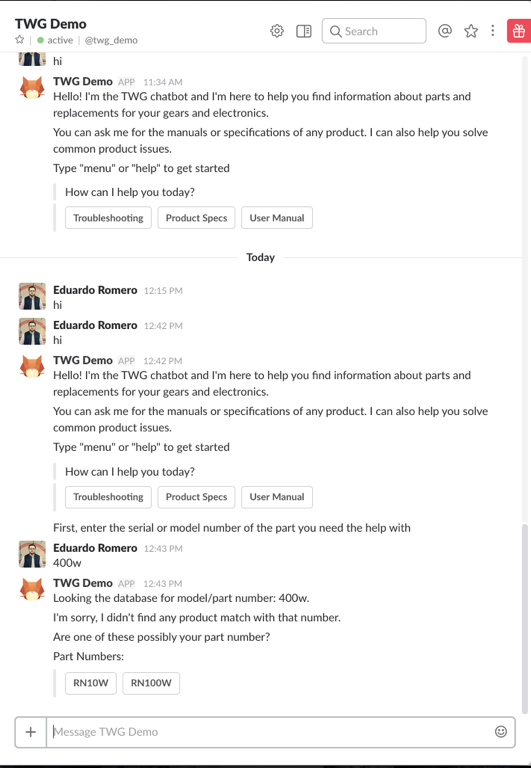 TWG Demo
active | @twg_demo
Search
hi
TWG Demo APP 11:34 AM
Hello! I'm the TWG chatbot and I'm here to help you find information about parts and
replacements for your gears and electronics.
You can ask me for the manuals or specifications of any product. I can also help you solve
common product issues.
Type "menu" or "help" to get started
How can I help you today?
Troubleshooting Product Specs User Manual
Today
Eduardo Romero 12:15 PM
hi
Eduardo Romero 12:42 PM
hi
TWG Demo APP 12:42 PM
Hello! I'm the TWG chatbot and I'm here to help you find information about parts and
replacements for your gears and electronics.
You can ask me for the manuals or specifications of any product. I can also help you solve
common product issues.
Type "menu" or "help" to get started
How can I help you today?
Troubleshooting Product Specs User Manual
First, enter the serial or model number of the part you need the help with
Eduardo Romero 12:43 PM
400w
TWG Demo APP 12:43 PM
Looking the database for model/part number: 400w.
I'm sorry, I didn't find any product match with that number.
Are one of these possibly your part number?
Part Numbers:
RN10W RN100W
Message TWG Demo